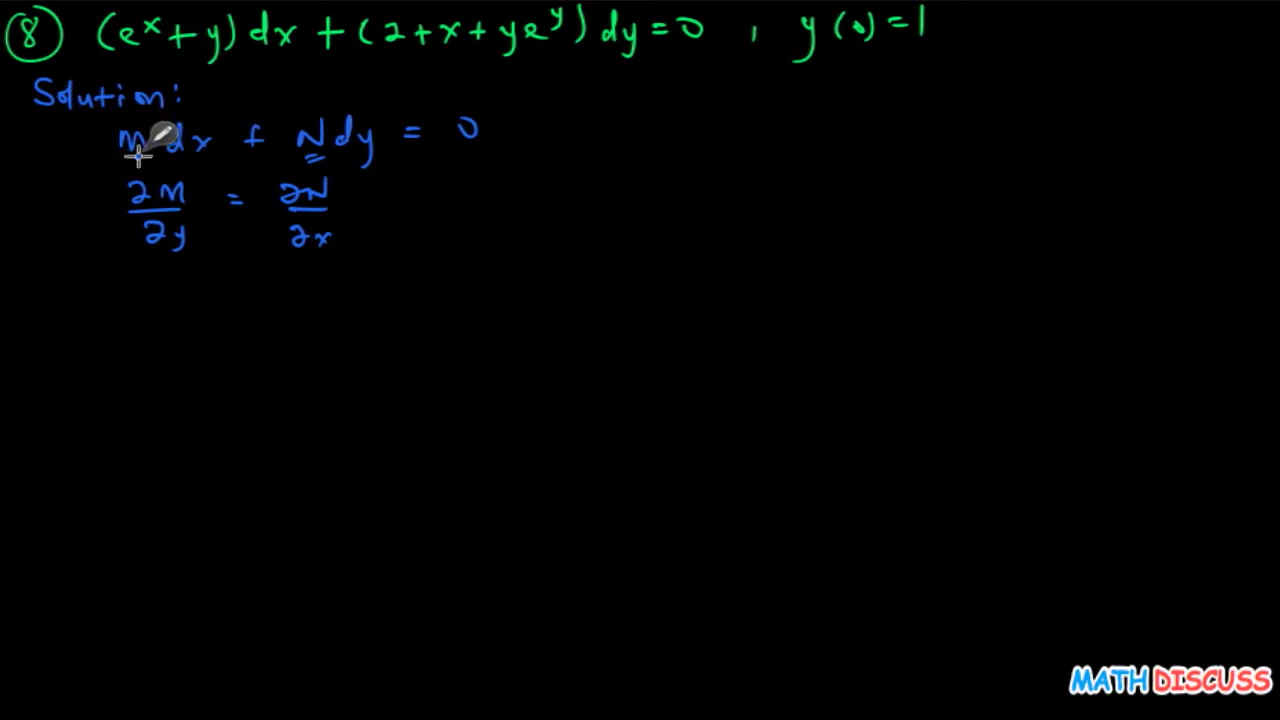 ⑧ (e^x + y) dx + (2 + x + ye^y) dy = 0 , y(0) = 1
Solution:
M dx + N dy = 0
∂M/∂y = ∂N/∂x
MATH DISCUSS